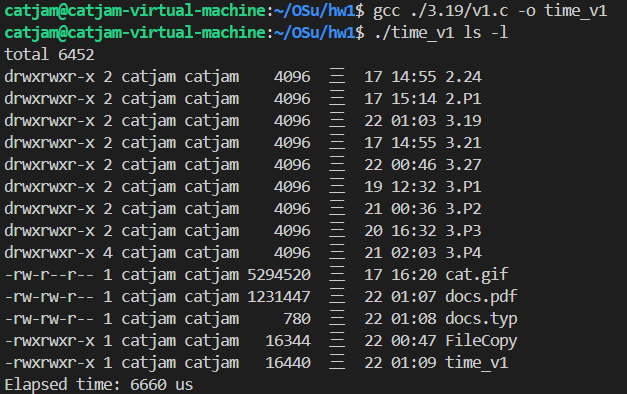 catjam@catjam-virtual-machine:~/OSu/hw1$ gcc ./3.19/v1.c -o time_v1
catjam@catjam-virtual-machine:~/OSu/hw1$ ./time_v1 ls -l
total 6452
drwxrwxr-x 2 catjam catjam    4096  三  17 14:55 2.24
drwxrwxr-x 2 catjam catjam    4096  三  17 15:14 2.P1
drwxrwxr-x 2 catjam catjam    4096  三  22 01:03 3.19
drwxrwxr-x 2 catjam catjam    4096  三  17 14:55 3.21
drwxrwxr-x 2 catjam catjam    4096  三  22 00:46 3.27
drwxrwxr-x 2 catjam catjam    4096  三  19 12:32 3.P1
drwxrwxr-x 2 catjam catjam    4096  三  21 00:36 3.P2
drwxrwxr-x 2 catjam catjam    4096  三  20 16:32 3.P3
drwxrwxr-x 4 catjam catjam    4096  三  21 02:03 3.P4
-rw-r--r-- 1 catjam catjam 5294520  三  17 16:20 cat.gif
-rw-rw-r-- 1 catjam catjam 1231447  三  22 01:07 docs.pdf
-rw-rw-r-- 1 catjam catjam     780  三  22 01:08 docs.typ
-rwxrwxr-x 1 catjam catjam   16344  三  22 00:47 FileCopy
-rwxrwxr-x 1 catjam catjam   16440  三  22 01:09 time_v1
Elapsed time: 6660 us